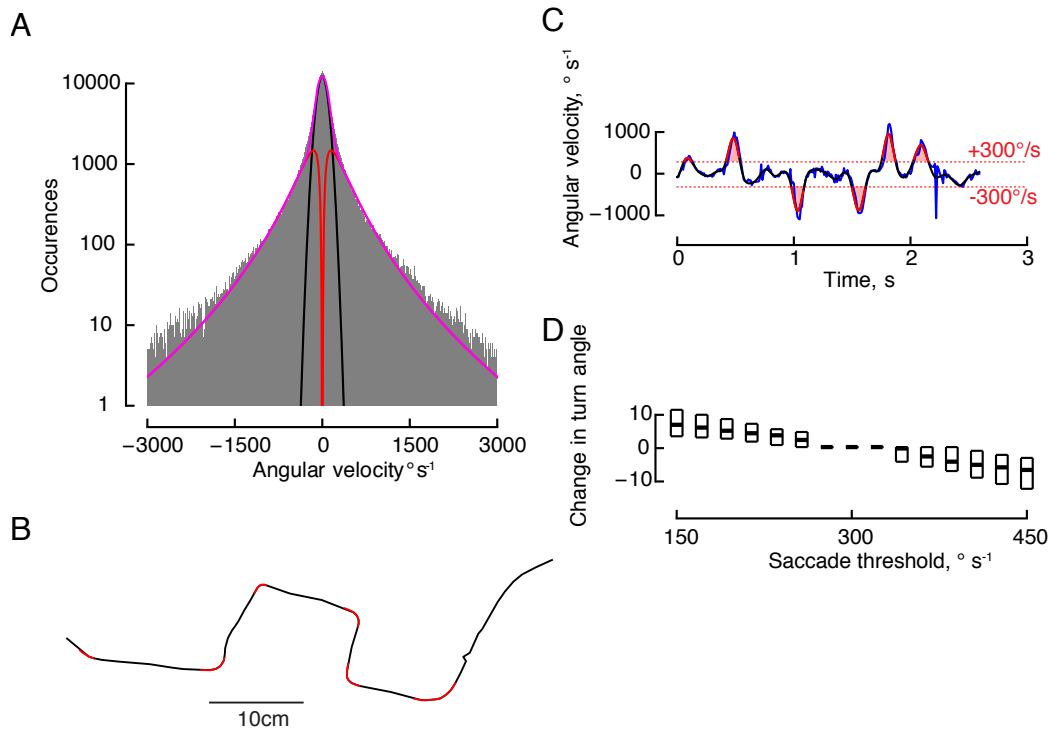 A
Occurences
10000
1000
100
10
1
−3000
−1500
0
1500
3000
Angular velocity° s-1
B
10cm
C
Angular velocity, ° s-1
1000
0
−1000
+300°/s
-300°/s
0
1
2
3
Time, s
D
Change in turn angle
10
0
−10
150
300
450
Saccade threshold, ° s-1